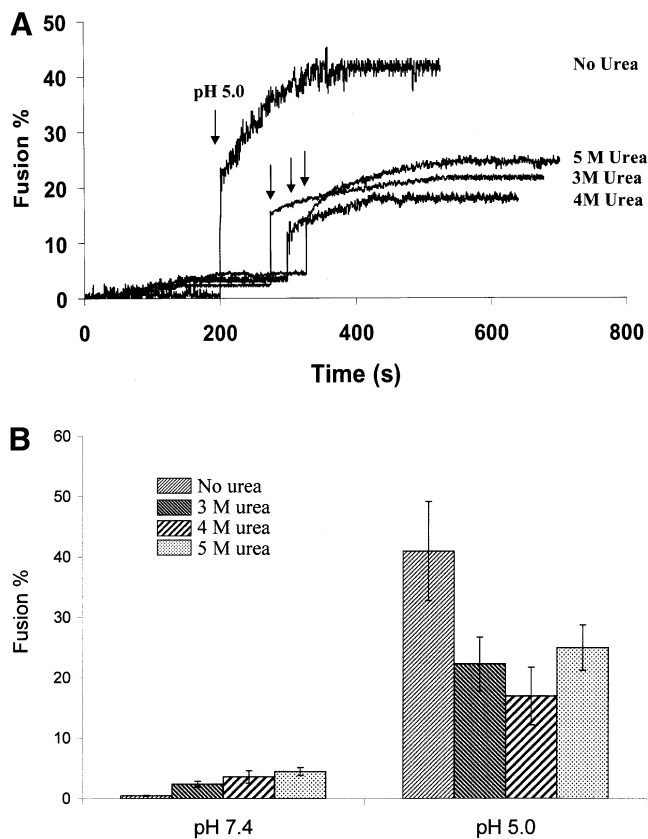 A
50
40
30
20
10
0
Fusion %
pH 5.0
No Urea
5 M Urea
3M Urea
4M Urea
0 200 400 600 800
Time (s)
B
60
50
40
30
20
10
0
Fusion %
No urea
3 M urea
4 M urea
5 M urea
pH 7.4 pH 5.0